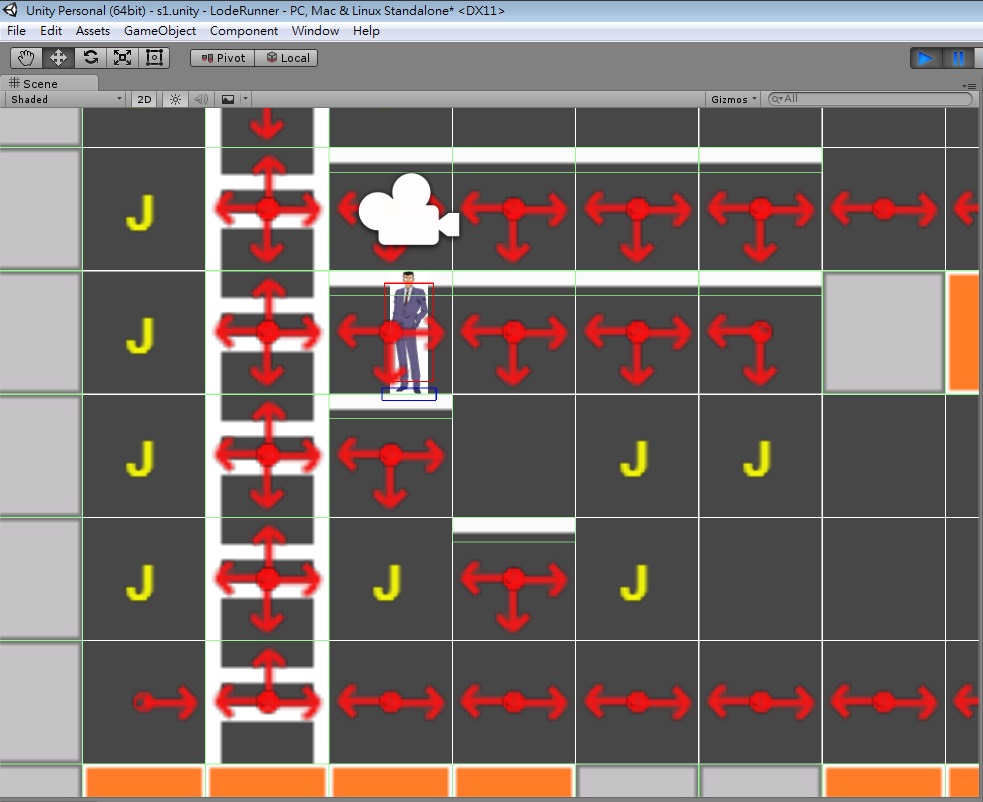 Unity Personal (64bit) - s1.unity - LodeRunner - PC, Mac & Linux Standalone* <DX11>
File Edit Assets GameObject Component Window Help
Pivot Local
Scene
Shaded 2D Gizmos All
J
J
J J J
J J J